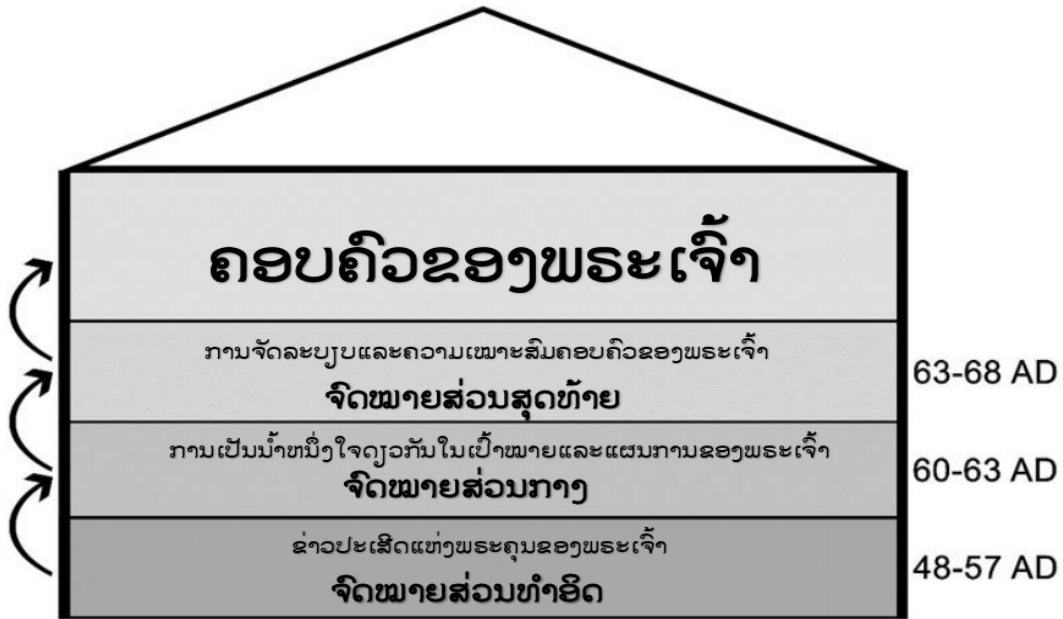 ຄອບຄົວຂອງພຣະເຈົ້າ
ການຈັດລະບຽບແລະຄວາມເໝາະສົມຄອບຄົວຂອງພຣະເຈົ້າ
ຈົດໝາຍສ່ວນສຸດທ້າຍ
63-68 AD
ການເປັນນ້ຳຫນຶ່ງໃຈດຽວກັນໃນເປົ້າໝາຍແລະແຜນການຂອງພຣະເຈົ້າ
ຈົດໝາຍສ່ວນກາງ
60-63 AD
ຂ່າວປະເສີດແຫ່ງພຣະຄຸນຂອງພຣະເຈົ້າ
ຈົດໝາຍສ່ວນທຳອິດ
48-57 AD